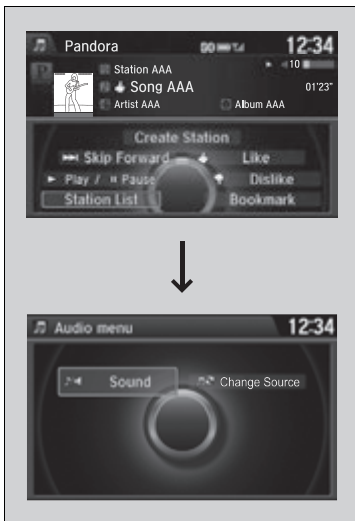 Pandora 12:34
Station AAA 10
Song AAA 01'23"
Artist AAA Album AAA
Create Station
Skip Forward Like
Play / Pause Dislike
Station List Bookmark
Audio menu 12:34
Sound Change Source